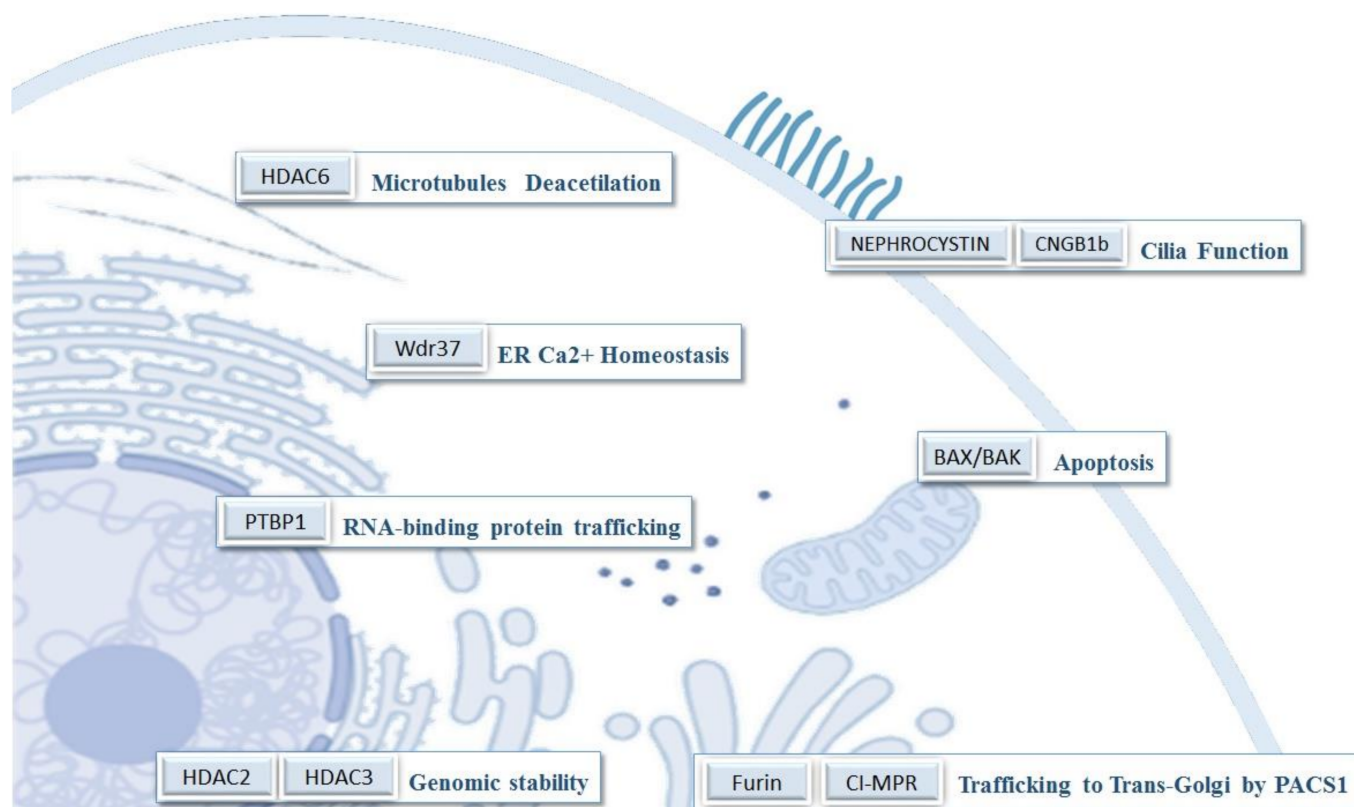 HDAC6 Microtubules Deacetilation
NEPHROCYSTIN CNGB1b Cilia Function
Wdr37 ER Ca2+ Homeostasis
BAX/BAK Apoptosis
PTBP1 RNA-binding protein trafficking
HDAC2 HDAC3 Genomic stability
Furin CI-MPR Trafficking to Trans-Golgi by PACS1